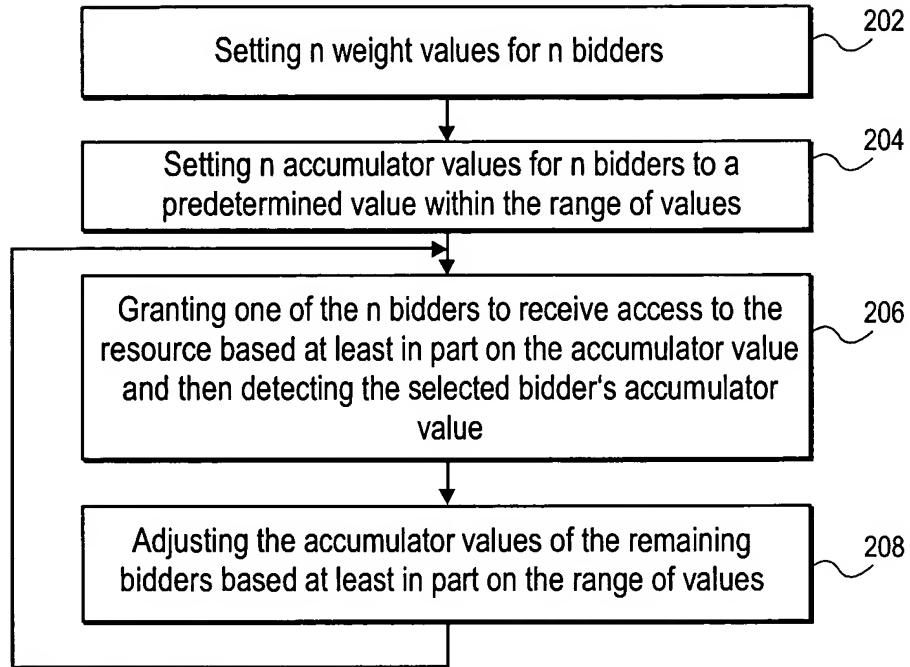 Setting n weight values for n bidders
202
Setting n accumulator values for n bidders to a
predetermined value within the range of values
204
Granting one of the n bidders to receive access to the
resource based at least in part on the accumulator value
and then detecting the selected bidder's accumulator
value
206
Adjusting the accumulator values of the remaining
bidders based at least in part on the range of values
208